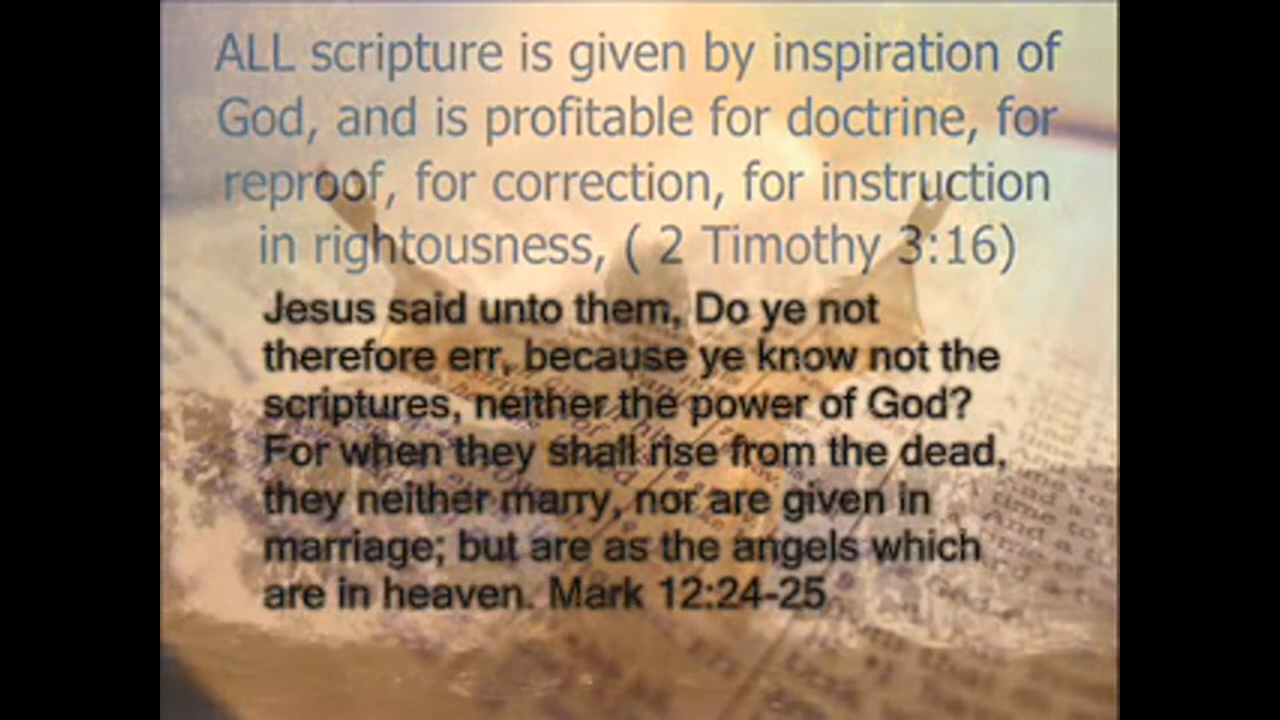 ALL scripture is given by inspiration of
God, and is profitable for doctrine, for
reproof, for correction, for instruction
in rightousness, ( 2 Timothy 3:16)
Jesus said unto them, Do ye not
therefore err, because ye know not the
scriptures, neither the power of God?
For when they shall rise from the dead,
they neither marry, nor are given in
marriage; but are as the angels which
are in heaven. Mark 12:24-25